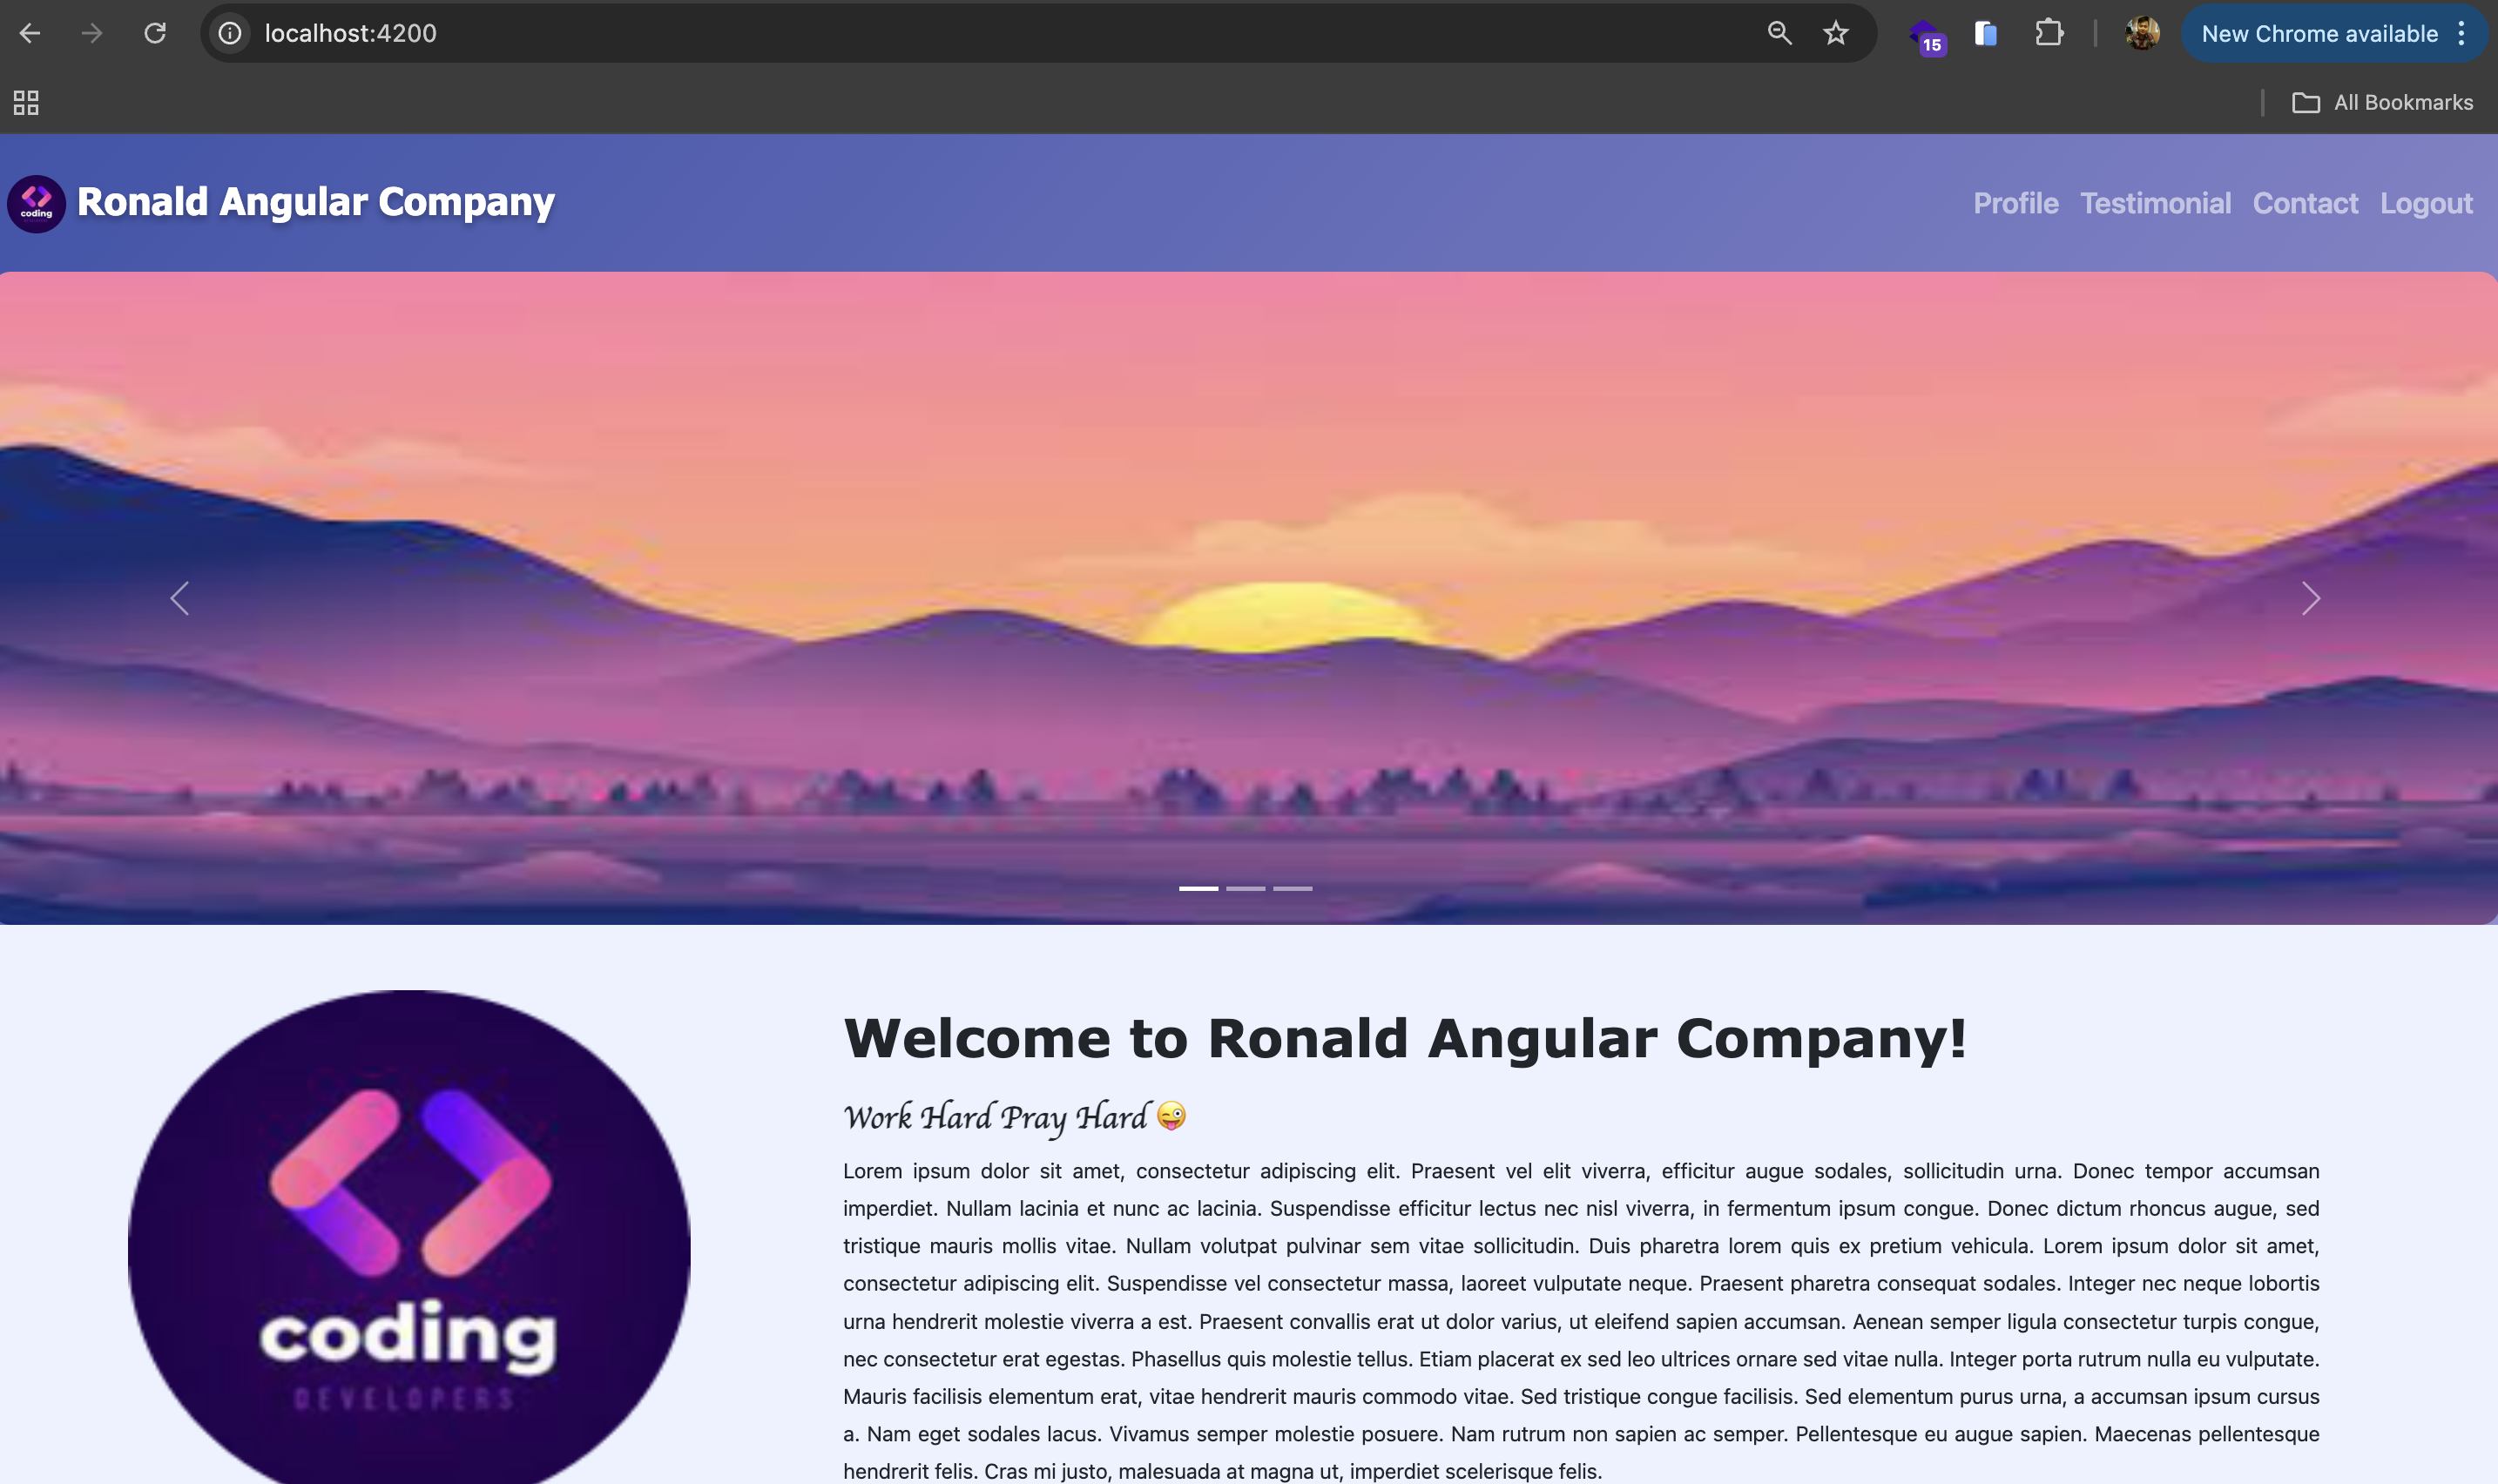 localhost:4200
15
New Chrome available
All Bookmarks
coding
Ronald Angular Company
Profile Testimonial Contact Logout
Welcome to Ronald Angular Company!
Work Hard Pray Hard 😜
Lorem ipsum dolor sit amet, consectetur adipiscing elit. Praesent vel elit viverra, efficitur augue sodales, sollicitudin urna. Donec tempor accumsan
imperdiet. Nullam lacinia et nunc ac lacinia. Suspendisse efficitur lectus nec nisl viverra, in fermentum ipsum congue. Donec dictum rhoncus augue, sed
tristique mauris mollis vitae. Nullam volutpat pulvinar sem vitae sollicitudin. Duis pharetra lorem quis ex pretium vehicula. Lorem ipsum dolor sit amet,
consectetur adipiscing elit. Suspendisse vel consectetur massa, laoreet vulputate neque. Praesent pharetra consequat sodales. Integer nec neque lobortis
urna hendrerit molestie viverra a est. Praesent convallis erat ut dolor varius, ut eleifend sapien accumsan. Aenean semper ligula consectetur turpis congue,
nec consectetur erat egestas. Phasellus quis molestie tellus. Etiam placerat ex sed leo ultrices ornare sed vitae nulla. Integer porta rutrum nulla eu vulputate.
Mauris facilisis elementum erat, vitae hendrerit mauris commodo vitae. Sed tristique congue facilisis. Sed elementum purus urna, a accumsan ipsum cursus
a. Nam eget sodales lacus. Vivamus semper molestie posuere. Nam rutrum non sapien ac semper. Pellentesque eu augue sapien. Maecenas pellentesque
hendrerit felis. Cras mi justo, malesuada at magna ut, imperdiet scelerisque felis.
coding
DEVELOPERS